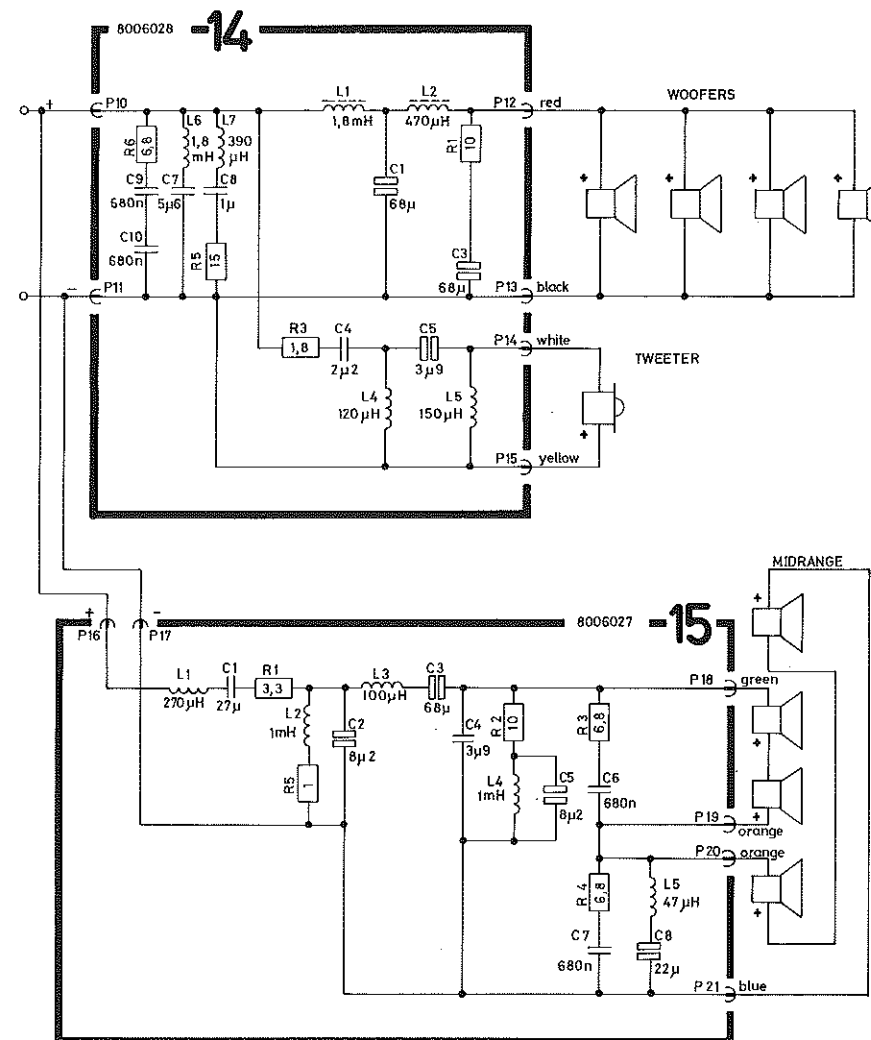 8006028
14
+
P10
L1
1,8mH
L2
470µH
P12
red
WOOFERS
R6
6,8
L6
1,8
mH
L7
390
µH
R1
10
C9
680n
C7
5µ6
C8
1µ
C1
68µ
+
+
+
+
C10
680n
R5
15
C3
68µ
−
P11
P13
black
R3
1,8
C4
2µ2
C5
3µ9
P14
white
TWEETER
L4
120µH
L5
150µH
+
P15
yellow
MIDRANGE
+
P16
−
P17
8006027
15
+
L1
270µH
C1
27µ
R1
3,3
L3
100µH
C3
68µ
P18
green
L2
1mH
C2
8µ2
C4
3µ9
R2
10
R3
6,8
+
R5
1
L4
1mH
C5
8µ2
C6
680n
P19
orange
+
P20
orange
R4
6,8
L5
47µH
+
C7
680n
C8
22µ
P21
blue